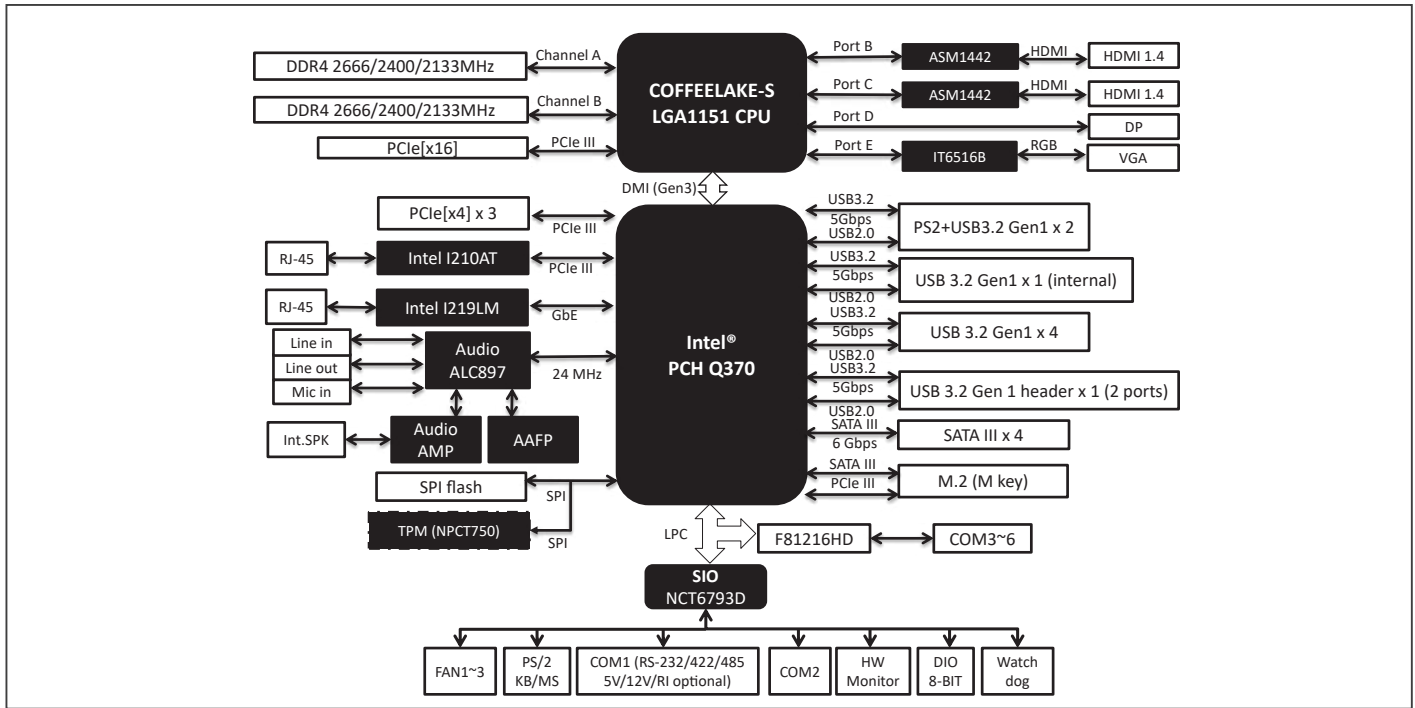 DDR4 2666/2400/2133MHz
Channel A
DDR4 2666/2400/2133MHz
Channel B
PCIe[x16]
PCIe III
COFFEELAKE-S
LGA1151 CPU
Port B
ASM1442
HDMI
HDMI 1.4
Port C
ASM1442
HDMI
HDMI 1.4
Port D
DP
Port E
IT6516B
RGB
VGA
DMI (Gen3)
PCIe[x4] x 3
PCIe III
RJ-45
Intel I210AT
PCIe III
RJ-45
Intel I219LM
GbE
Line in
Line out
Mic in
Audio
ALC897
24 MHz
Int.SPK
Audio
AMP
AAFP
SPI flash
SPI
TPM (NPCT750)
SPI
Intel®
PCH Q370
USB3.2
5Gbps
USB2.0
PS2+USB3.2 Gen1 x 2
USB3.2
5Gbps
USB2.0
USB 3.2 Gen1 x 1 (internal)
USB3.2
5Gbps
USB2.0
USB 3.2 Gen1 x 4
USB3.2
5Gbps
USB2.0
USB 3.2 Gen 1 header x 1 (2 ports)
SATA III
6 Gbps
SATA III x 4
SATA III
PCIe III
M.2 (M key)
LPC
F81216HD
COM3~6
SIO
NCT6793D
FAN1~3
PS/2
KB/MS
COM1 (RS-232/422/485
5V/12V/RI optional)
COM2
HW
Monitor
DIO
8-BIT
Watch
dog